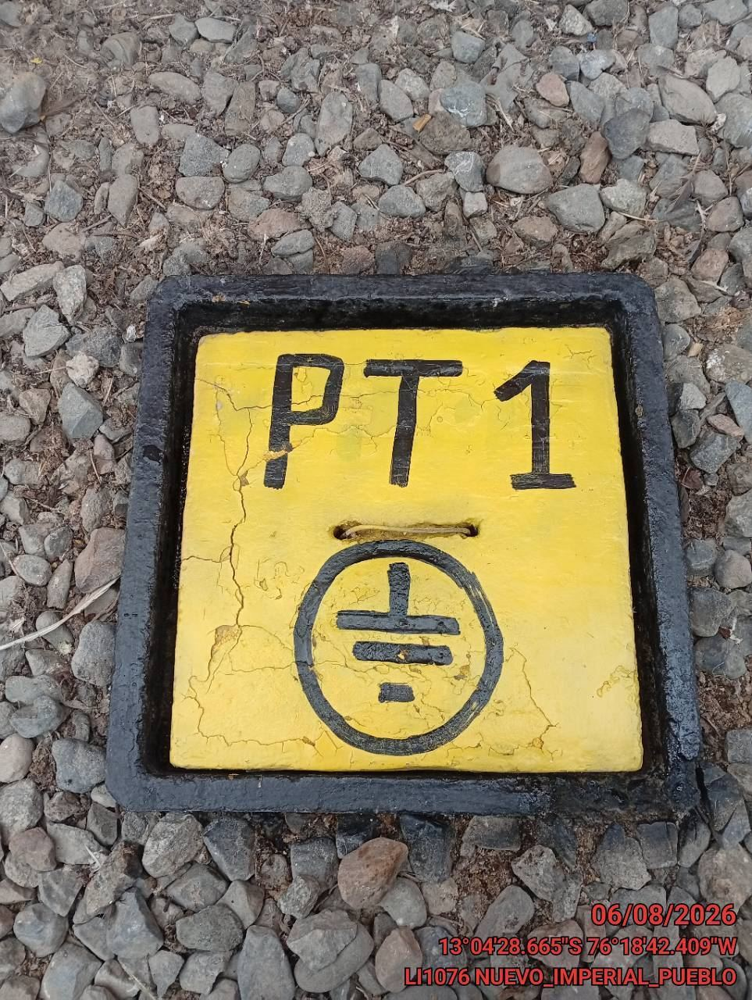 PT1
06/08/2026
13°04'28.665"S 76°18'42.409"W
LI1076 NUEVO_IMPERIAL_PUEBLO